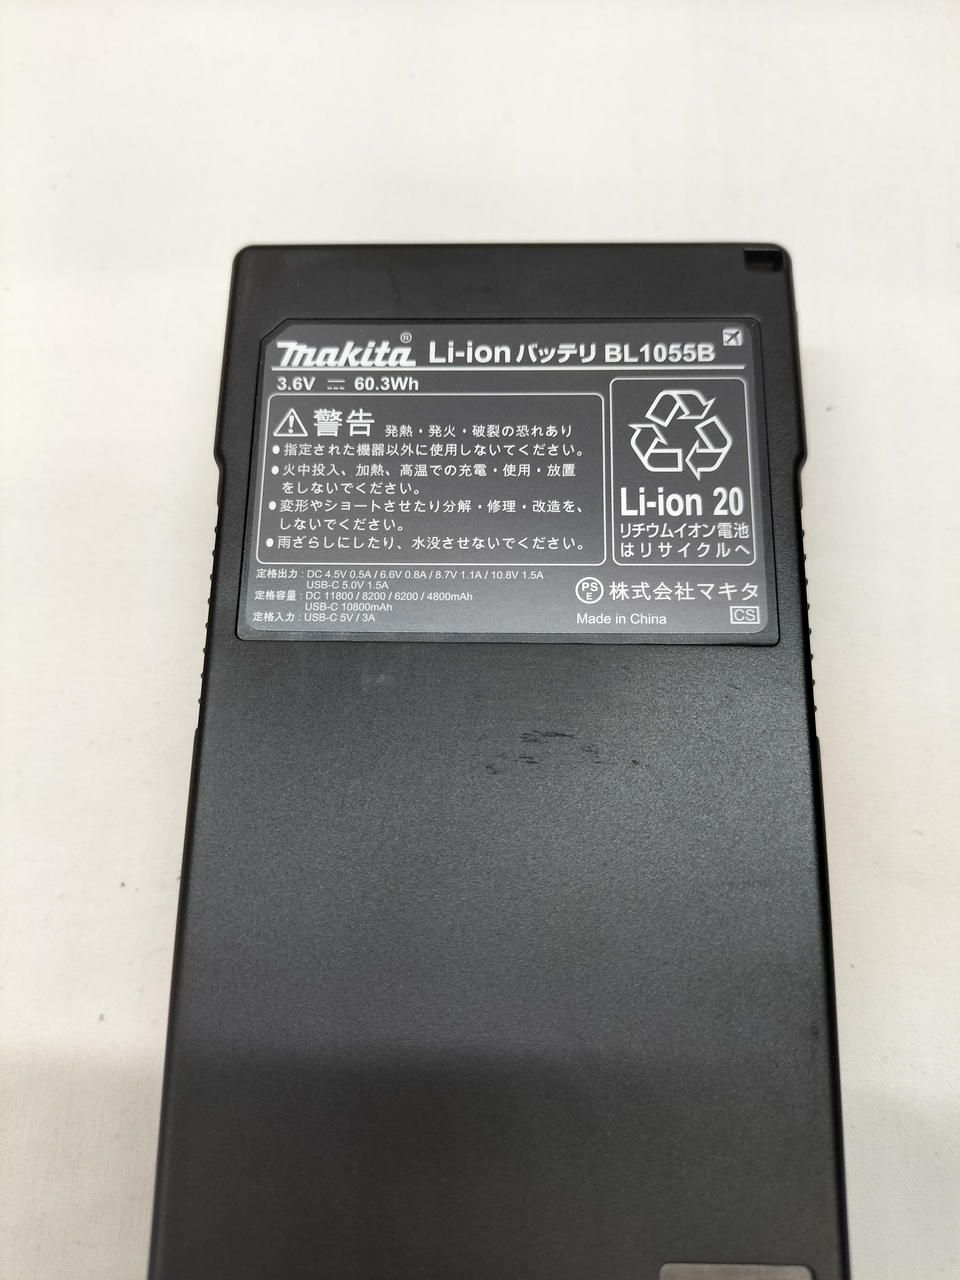 makita® Li-ionバッテリ BL1055B
3.6V ⎓ 60.3Wh
⚠警告 発熱・発火・破裂の恐れあり
●指定された機器以外に使用しないでください。
●火中投入、加熱、高温での充電・使用・放置
をしないでください。
●変形やショートさせたり分解・修理・改造を、
しないでください。
●雨ざらしにしたり、水没させないでください。
Li-ion 20
リチウムイオン電池
はリサイクルへ
定格出力 : DC 4.5V 0.5A / 6.6V 0.8A / 8.7V 1.1A / 10.8V 1.5A
USB-C 5.0V 1.5A
定格容量 : DC 11800 / 8200 / 6200 / 4800mAh
USB-C 10800mAh
定格入力 : USB-C 5V / 3A
PS
E
株式会社マキタ
Made in China
CS